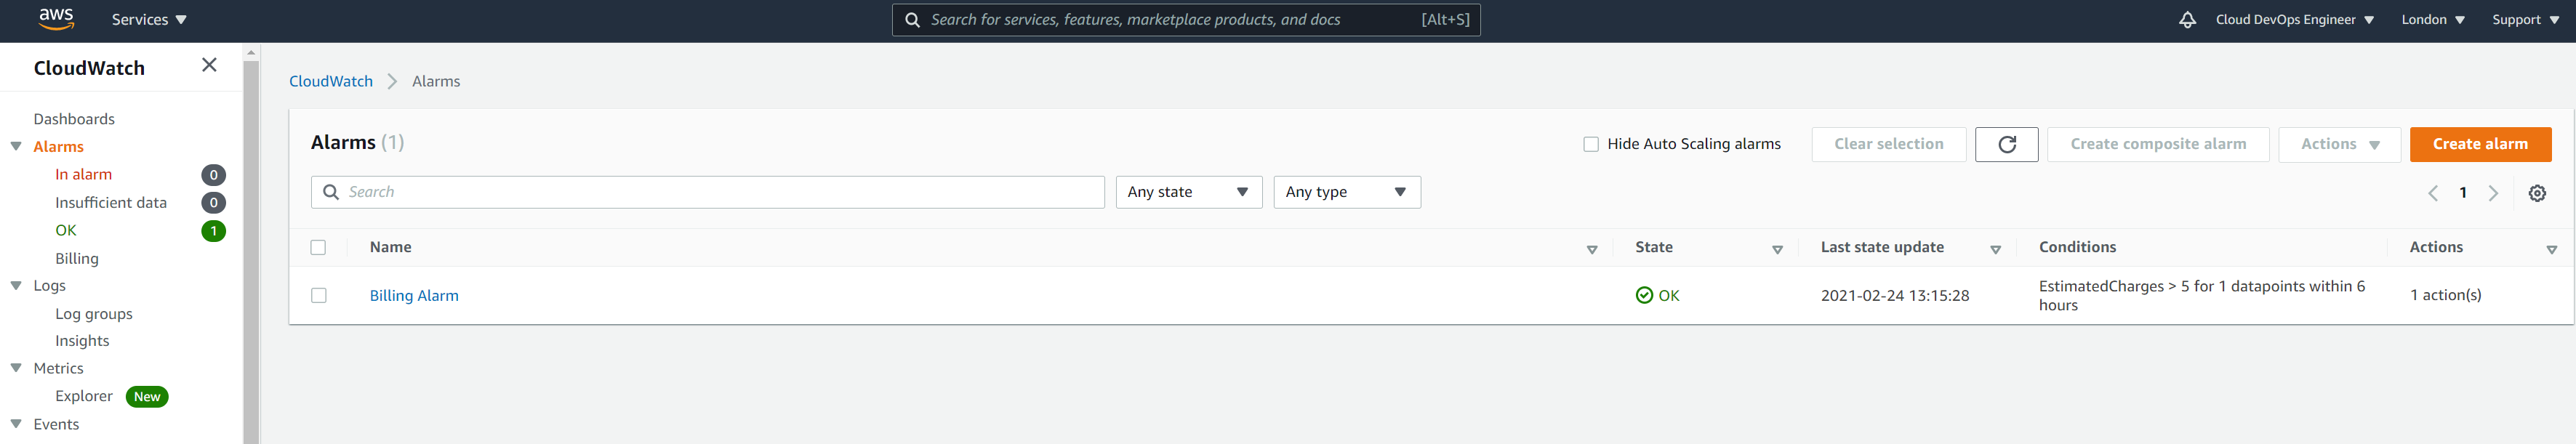 aws Services Search for services, features, marketplace products, and docs [Alt+S] Cloud DevOps Engineer London Support
CloudWatch
Dashboards
Alarms
In alarm 0
Insufficient data 0
OK 1
Billing
Logs
Log groups
Insights
Metrics
Explorer New
Events
CloudWatch Alarms
Alarms (1) Hide Auto Scaling alarms Clear selection Create composite alarm Actions Create alarm
Search Any state Any type 1
Name State Last state update Conditions Actions
Billing Alarm OK 2021-02-24 13:15:28 EstimatedCharges > 5 for 1 datapoints within 6
hours 1 action(s)